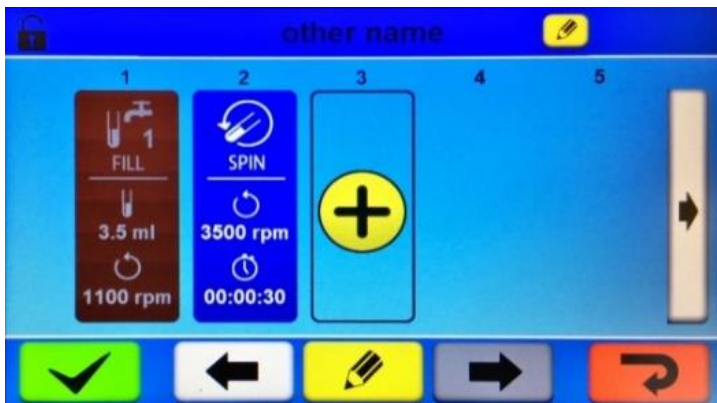 other name
1 2 3 4 5
1
FILL
3.5 ml
1100 rpm
SPIN
3500 rpm
00:00:30